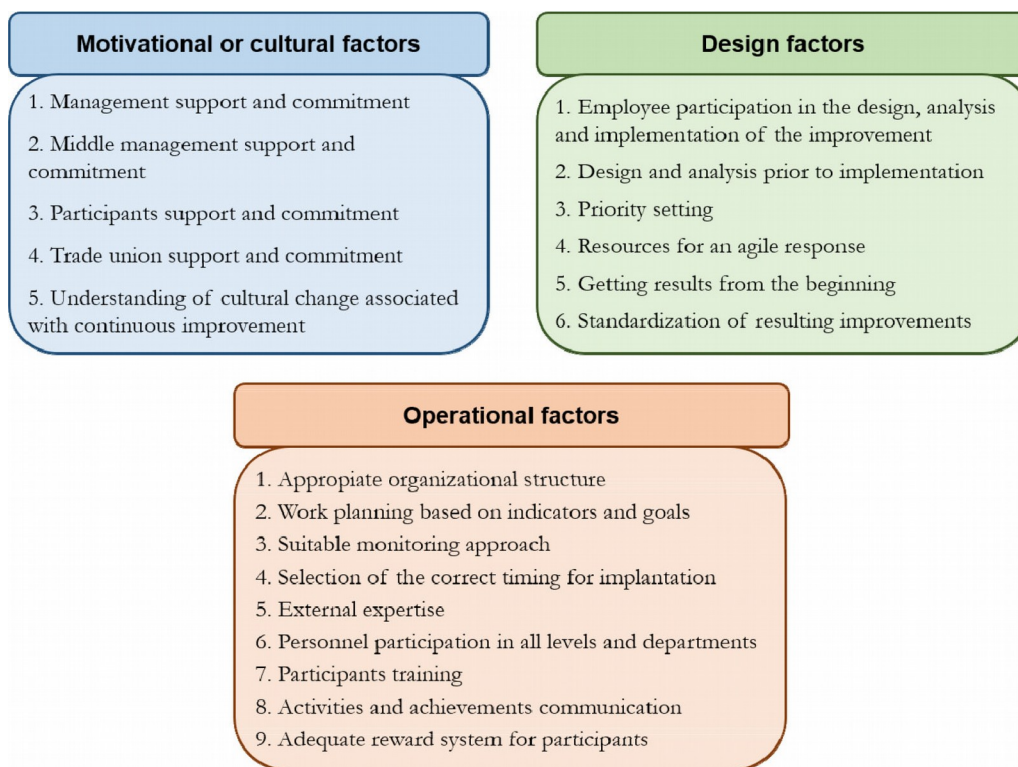 Motivational or cultural factors
1. Management support and commitment
2. Middle management support and
commitment
3. Participants support and commitment
4. Trade union support and commitment
5. Understanding of cultural change associated
with continuous improvement
Design factors
1. Employee participation in the design, analysis
and implementation of the improvement
2. Design and analysis prior to implementation
3. Priority setting
4. Resources for an agile response
5. Getting results from the beginning
6. Standardization of resulting improvements
Operational factors
1. Appropiate organizational structure
2. Work planning based on indicators and goals
3. Suitable monitoring approach
4. Selection of the correct timing for implantation
5. External expertise
6. Personnel participation in all levels and departments
7. Participants training
8. Activities and achievements communication
9. Adequate reward system for participants